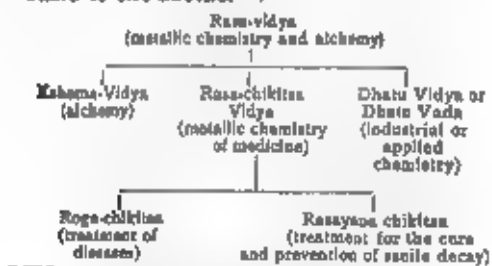 Rasa-vidya
(metallic chemistry and alchemy)
Kshema-Vidya
(alchemy)
Rasa-chikitsa
Vidya
(metallic chemistry
of medicine)
Dhatu Vidya or
Dhatu Vada
(industrial or
applied
chemistry)
Roga-chikitsa
(treatment of
diseases)
Rasayana chikitsa
(treatment for the cure
and prevention of senile decay)